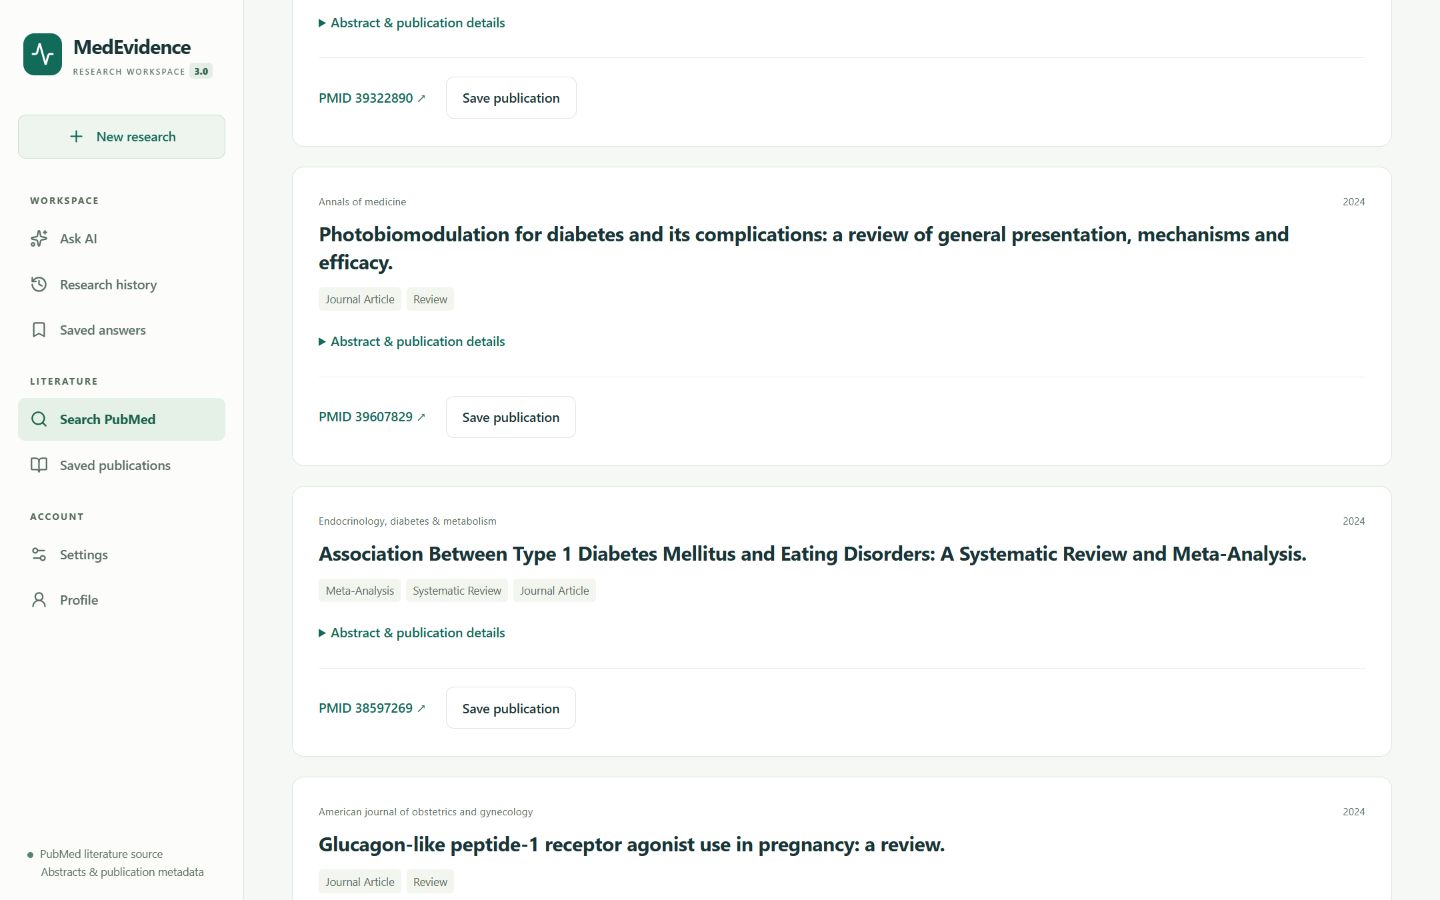 MedEvidence
RESEARCH WORKSPACE 3.0
New research
WORKSPACE
Ask AI
Research history
Saved answers
LITERATURE
Search PubMed
Saved publications
ACCOUNT
Settings
Profile
PubMed literature source
Abstracts & publication metadata
Abstract & publication details
PMID 39322890 ↗ Save publication
Annals of medicine 2024
Photobiomodulation for diabetes and its complications: a review of general presentation, mechanisms and
efficacy.
Journal Article Review
Abstract & publication details
PMID 39607829 ↗ Save publication
Endocrinology, diabetes & metabolism 2024
Association Between Type 1 Diabetes Mellitus and Eating Disorders: A Systematic Review and Meta-Analysis.
Meta-Analysis Systematic Review Journal Article
Abstract & publication details
PMID 38597269 ↗ Save publication
American journal of obstetrics and gynecology 2024
Glucagon-like peptide-1 receptor agonist use in pregnancy: a review.
Journal Article Review